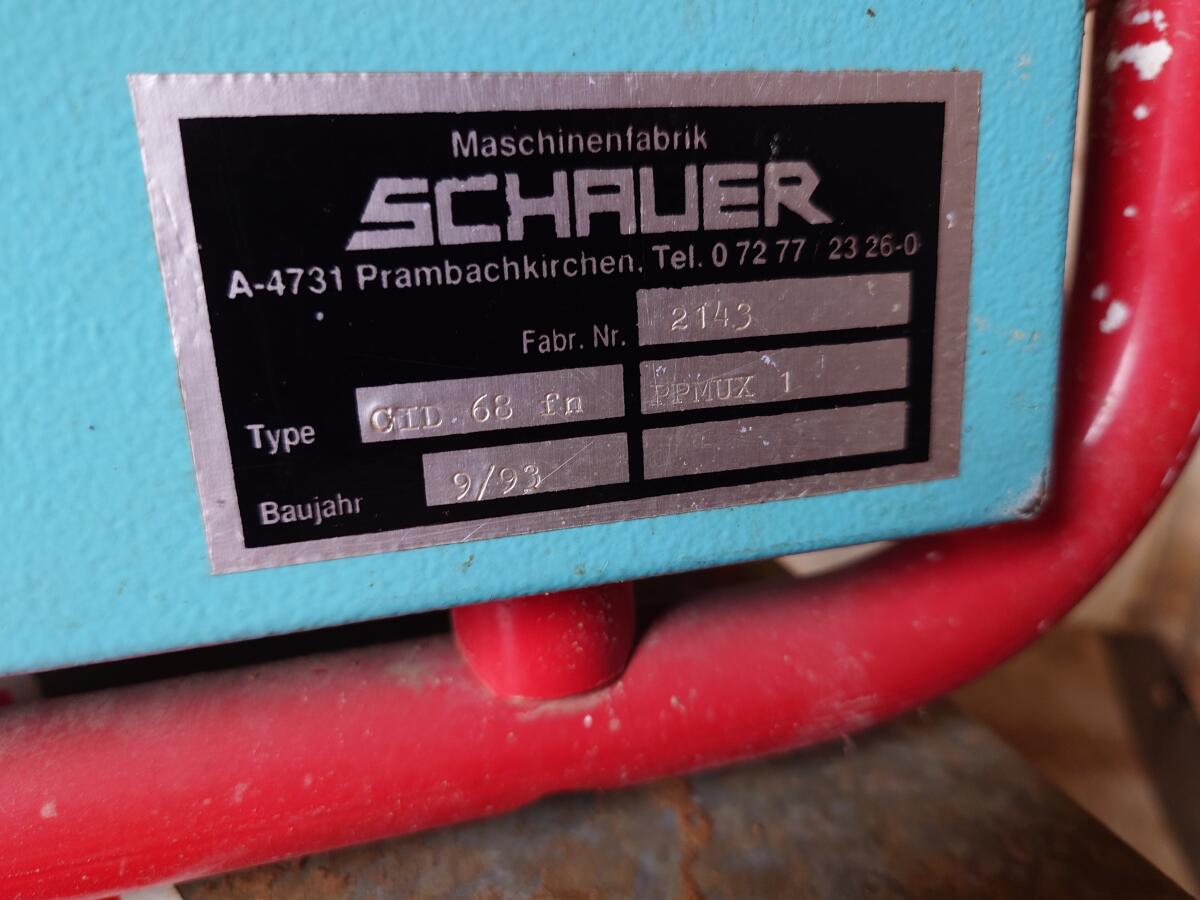 Maschinenfabrik
SCHAUER
A-4731 Prambachkirchen, Tel. 0 72 77 / 23 26-0
Fabr. Nr. 2143
Type CID 68 fn PPMUX 1
Baujahr 9/93